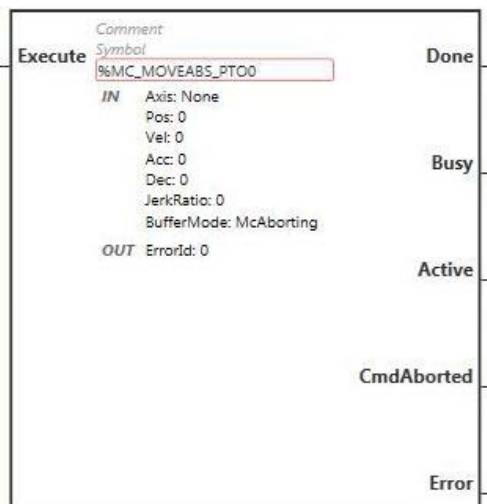 Comment
Execute Symbol Done
%MC_MOVEABS_PTO0
IN Axis: None
Pos: 0
Vel: 0
Acc: 0
Dec: 0
JerkRatio: 0
BufferMode: McAborting
OUT ErrorId: 0
Busy
Active
CmdAborted
Error